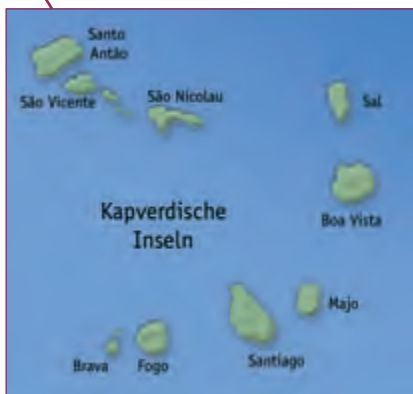 Santo
Antão
São Vicente
São Nicolau
Sal
Kapverdische
Inseln
Boa Vista
Majo
Brava
Fogo
Santiago